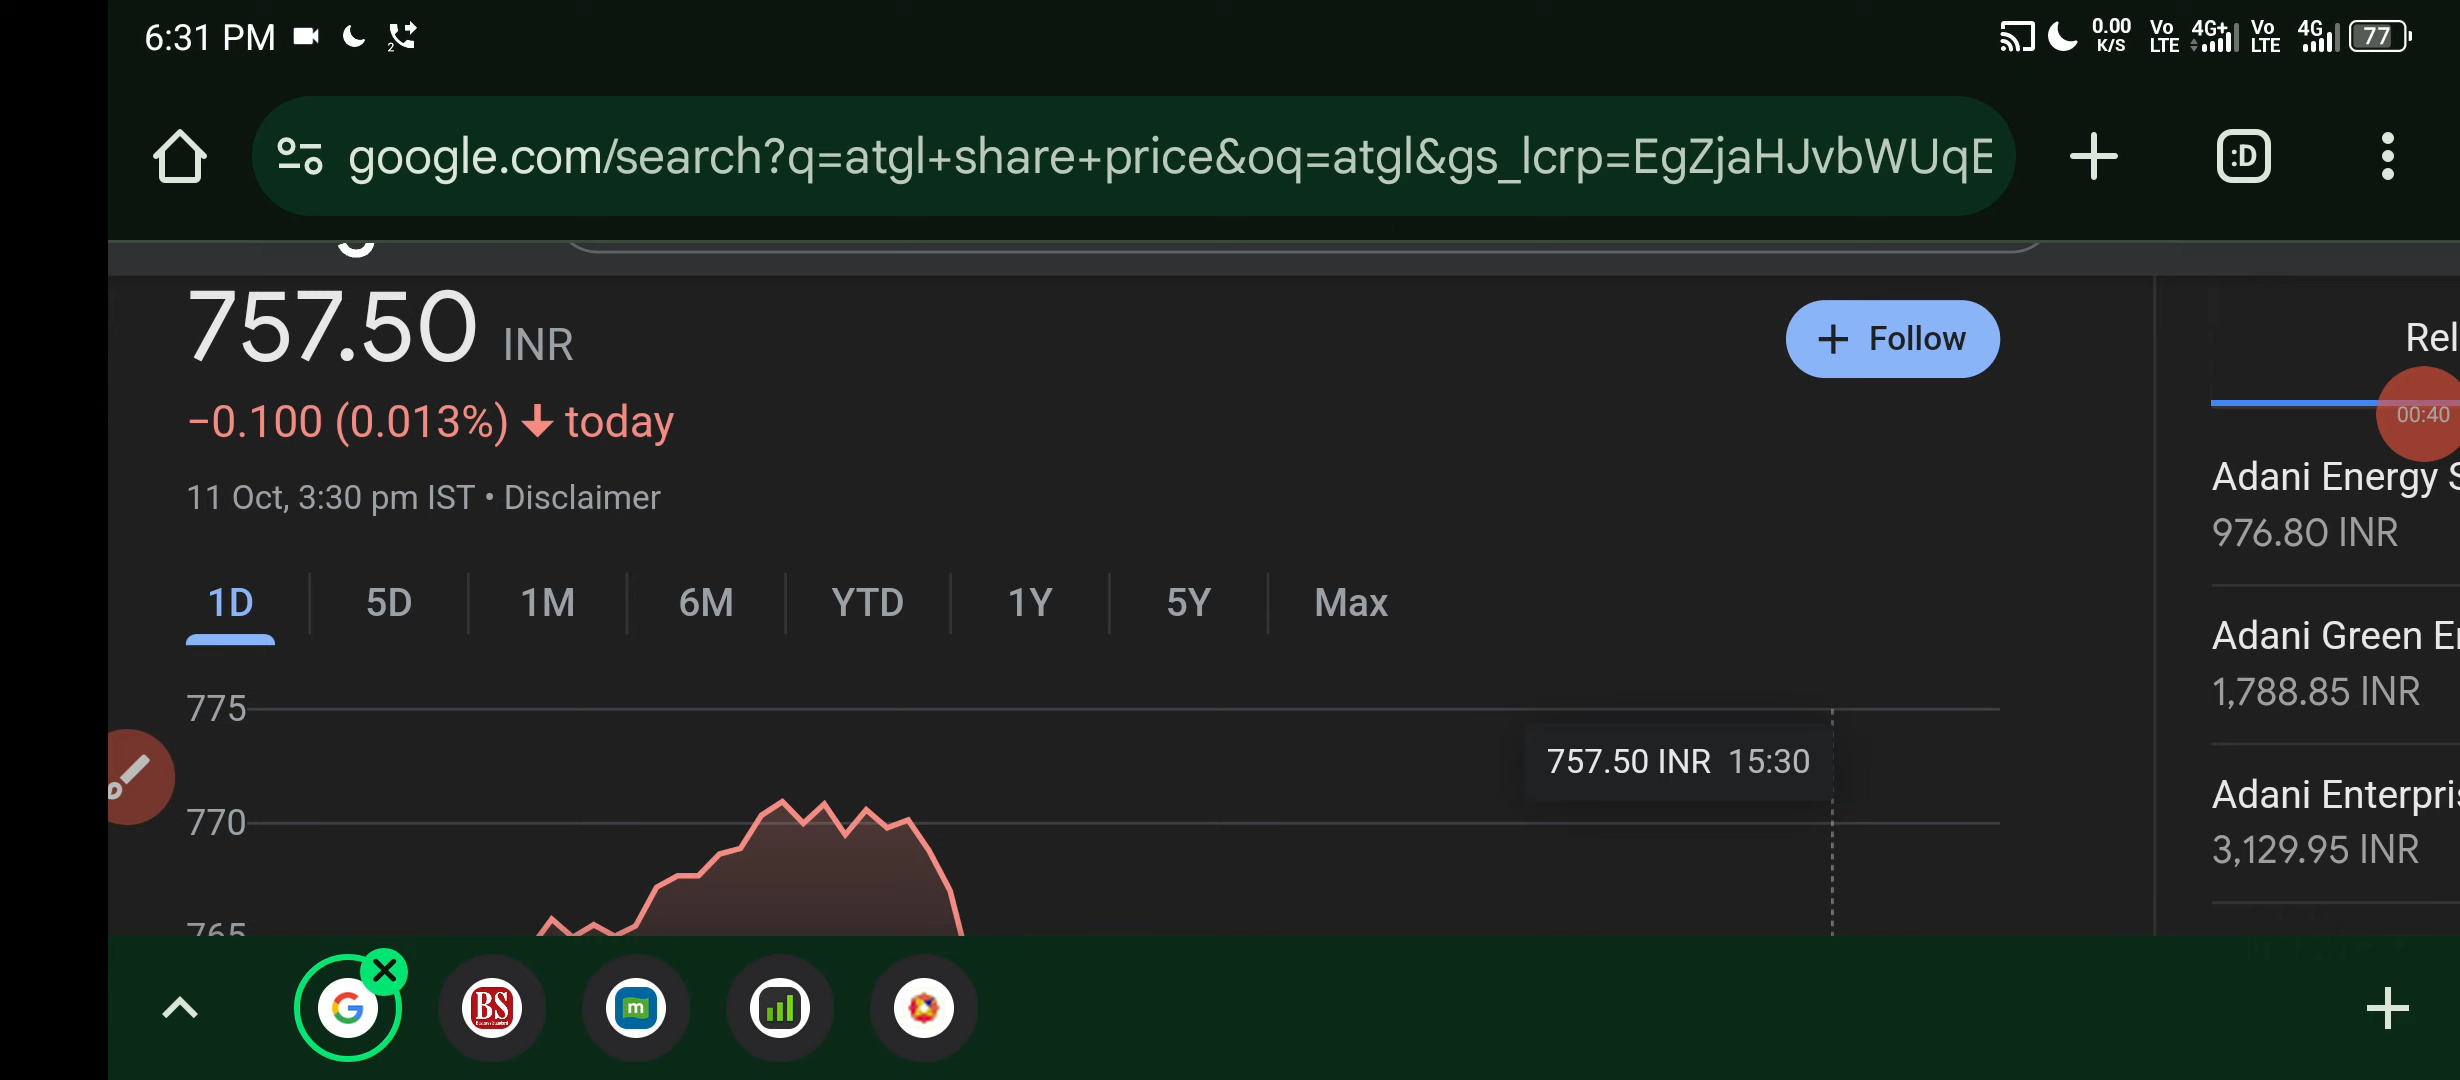 6:31 PM
2
0.00 K/S
Vo LTE 4G+ Vo LTE 4G 77
google.com/search?q=atgl+share+price&oq=atgl&gs_lcrp=EgZjaHJvbWUqE
:D
757.50 INR
+ Follow
−0.100 (0.013%) ↓ today
11 Oct, 3:30 pm IST • Disclaimer
1D 5D 1M 6M YTD 1Y 5Y Max
775
757.50 INR 15:30
770
765
Rel
00:40
Adani Energy S
976.80 INR
Adani Green E
1,788.85 INR
Adani Enterpri
3,129.95 INR
G BS m